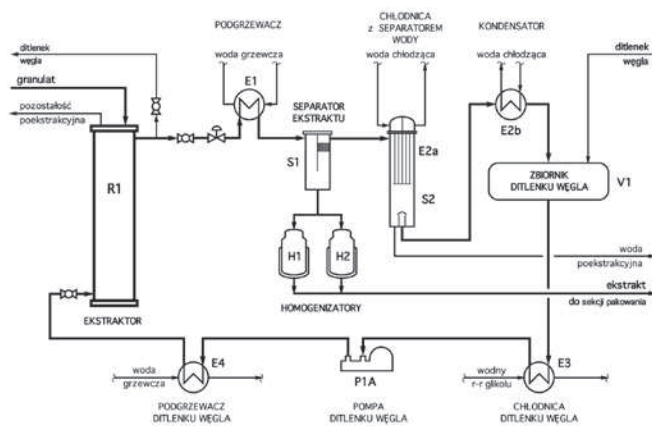 PODGRZEWACZ
woda grzewcza
E1
CHŁODNICA
z SEPARATOREM
WODY
woda chłodząca
KONDENSATOR
woda chłodząca
E2b
ditlenek
węgla
ditlenek
węgla
granulat
pozostałość
poekstrakcyjna
R1
EKSTRAKTOR
SEPARATOR
EKSTRAKTU
S1
E2a
S2
ZBIORNIK
DITLENKU WĘGLA
V1
H1
H2
HOMOGENIZATORY
woda
poekstrakcyjna
ekstrakt
do sekcji pakowania
woda
grzewcza
E4
PODGRZEWACZ
DITLENKU WĘGLA
P1A
POMPA
DITLENKU WĘGLA
wodny
r-r glikolu
E3
CHŁODNICA
DITLENKU WĘGLA